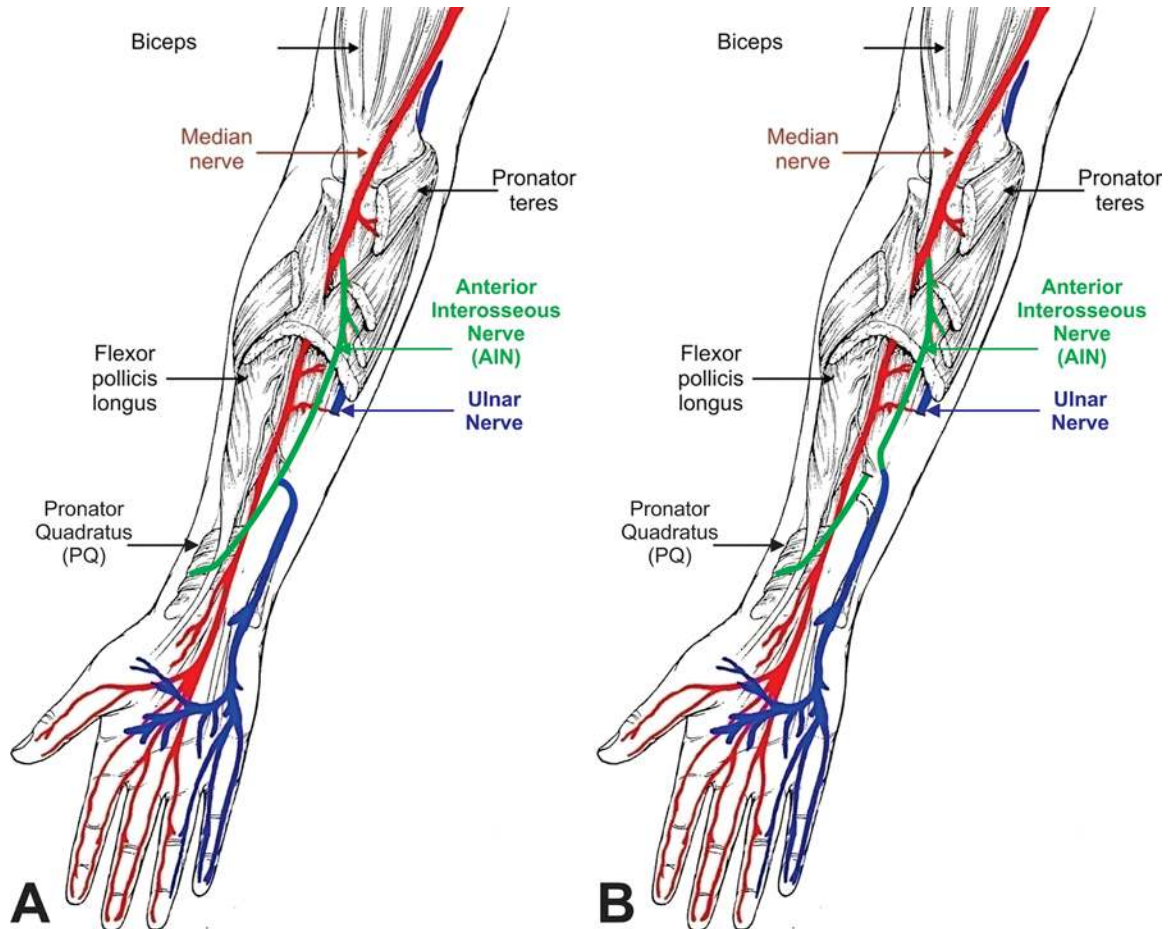 Biceps
Median
nerve
Pronator
teres
Anterior
Interosseous
Nerve
(AIN)
Flexor
pollicis
longus
Ulnar
Nerve
Pronator
Quadratus
(PQ)
A
Biceps
Median
nerve
Pronator
teres
Anterior
Interosseous
Nerve
(AIN)
Flexor
pollicis
longus
Ulnar
Nerve
Pronator
Quadratus
(PQ)
B